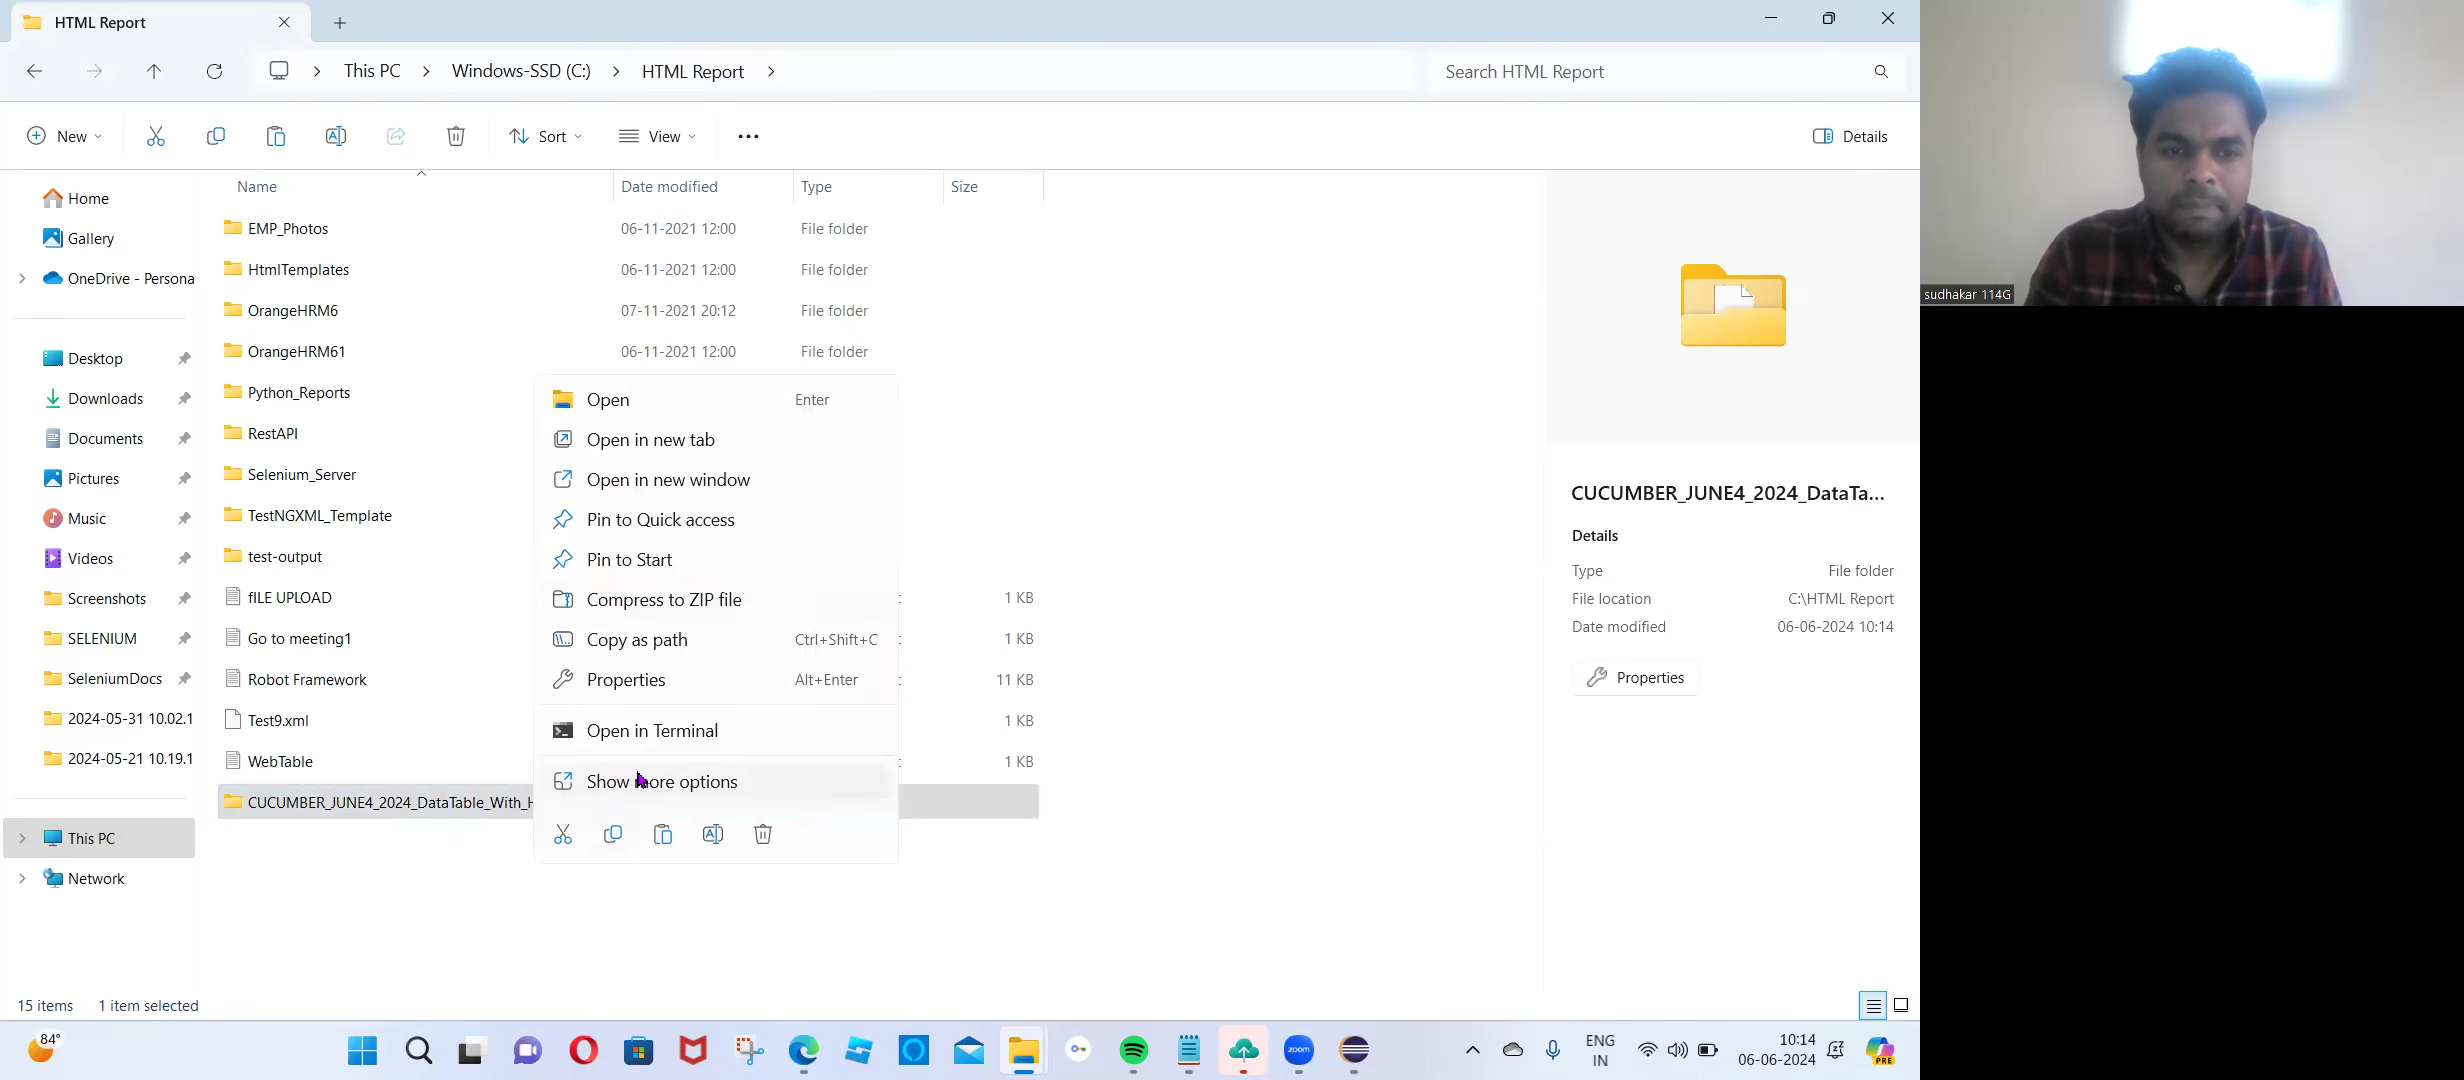 HTML Report
This PC
Windows-SSD (C:)
HTML Report
Search HTML Report
New
Sort
View
Details
Name
Date modified
Type
Size
Home
Gallery
OneDrive - Persona
Desktop
Downloads
Documents
Pictures
Music
Videos
Screenshots
SELENIUM
SeleniumDocs
2024-05-31 10.02.1
2024-05-21 10.19.1
This PC
Network
EMP_Photos 06-11-2021 12:00 File folder
HtmlTemplates 06-11-2021 12:00 File folder
OrangeHRM6 07-11-2021 20:12 File folder
OrangeHRM61 06-11-2021 12:00 File folder
Python_Reports
RestAPI
Selenium_Server
TestNGXML_Template
test-output
fILE UPLOAD 1 KB
Go to meeting1 1 KB
Robot Framework 11 KB
Test9.xml 1 KB
WebTable 1 KB
CUCUMBER_JUNE4_2024_DataTable_With_H
Open Enter
Open in new tab
Open in new window
Pin to Quick access
Pin to Start
Compress to ZIP file
Copy as path Ctrl+Shift+C
Properties Alt+Enter
Open in Terminal
Show more options
CUCUMBER_JUNE4_2024_DataTa...
Details
Type File folder
File location C:\HTML Report
Date modified 06-06-2024 10:14
Properties
15 items 1 item selected
84°
zoom
ENG
IN
10:14
06-06-2024
PRE
sudhakar 114G